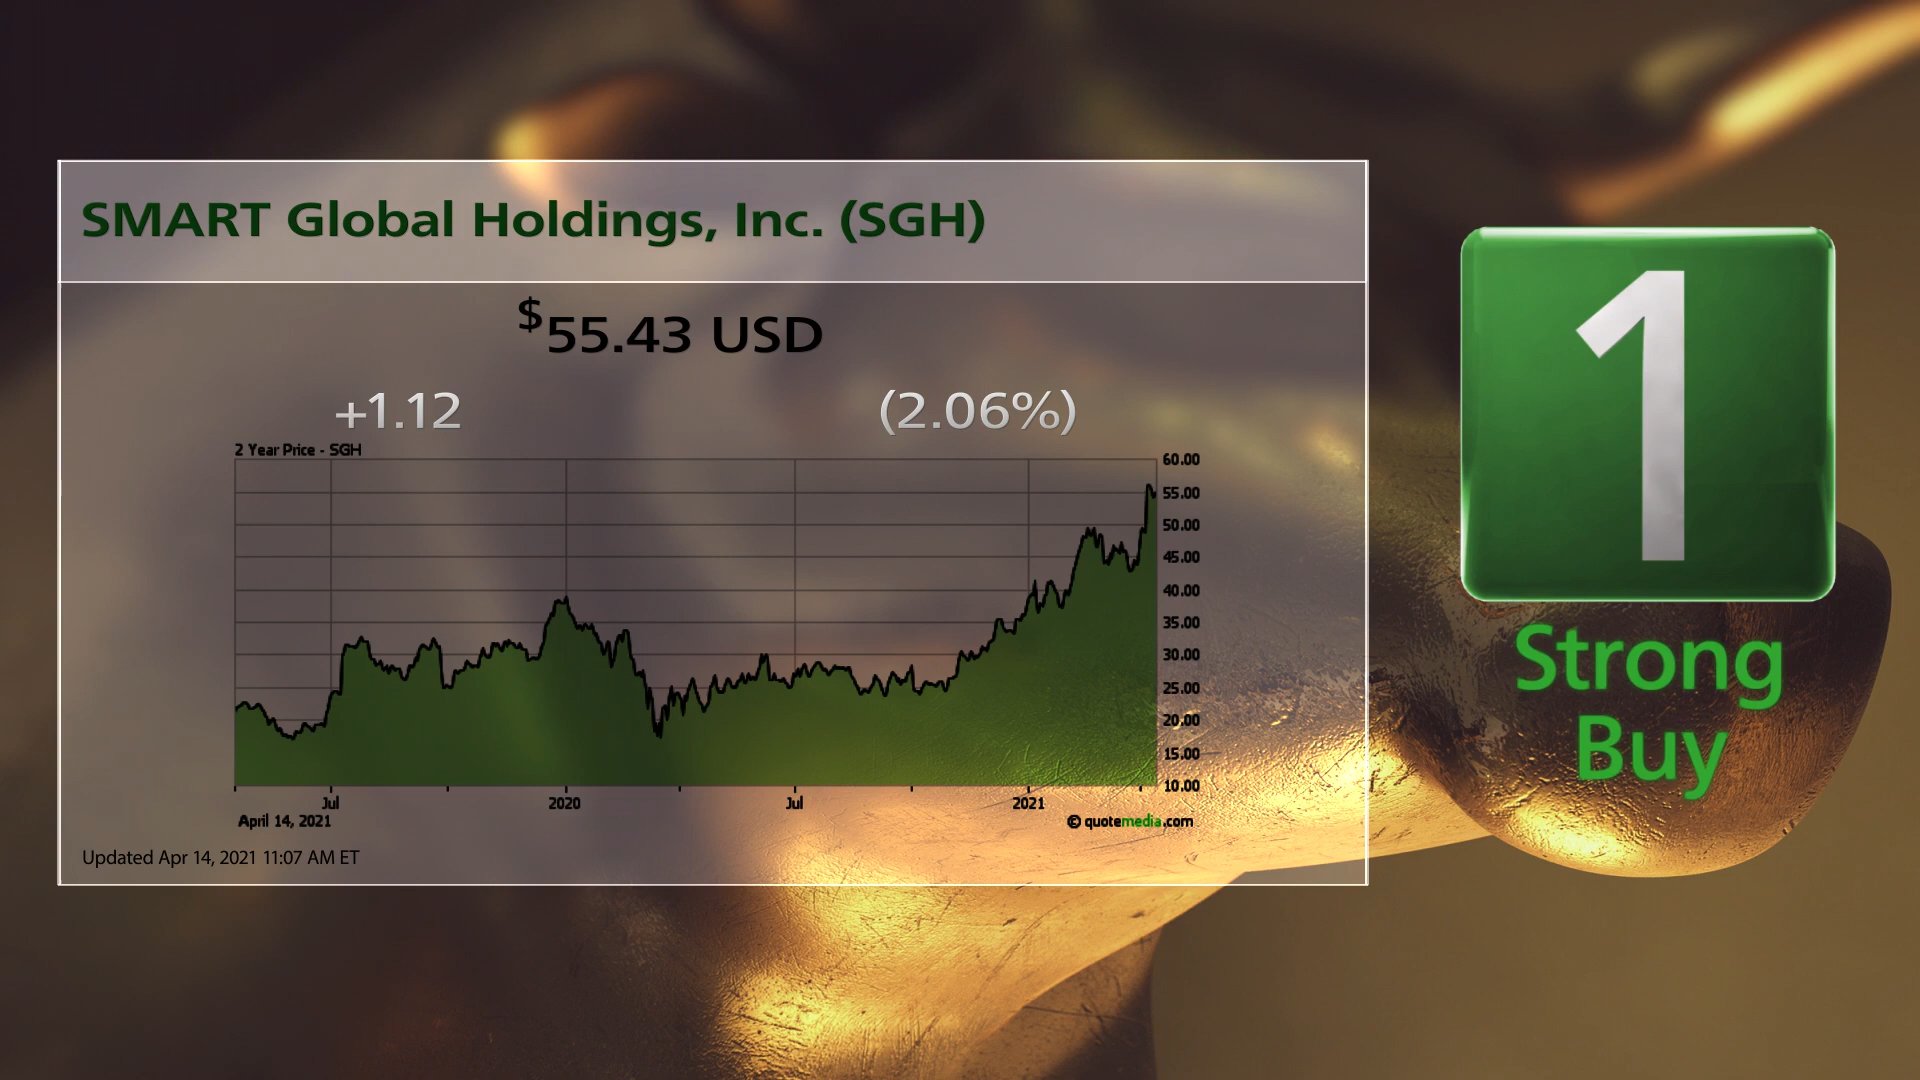 SMART Global Holdings, Inc. (SGH)
$55.43 USD
+1.12 (2.06%)
2 Year Price - SGH
60.00
55.00
50.00
45.00
40.00
35.00
30.00
25.00
20.00
15.00
10.00
Jul 2020 Jul 2021
April 14, 2021 © quotemedia.com
Updated Apr 14, 2021 11:07 AM ET
1
Strong
Buy